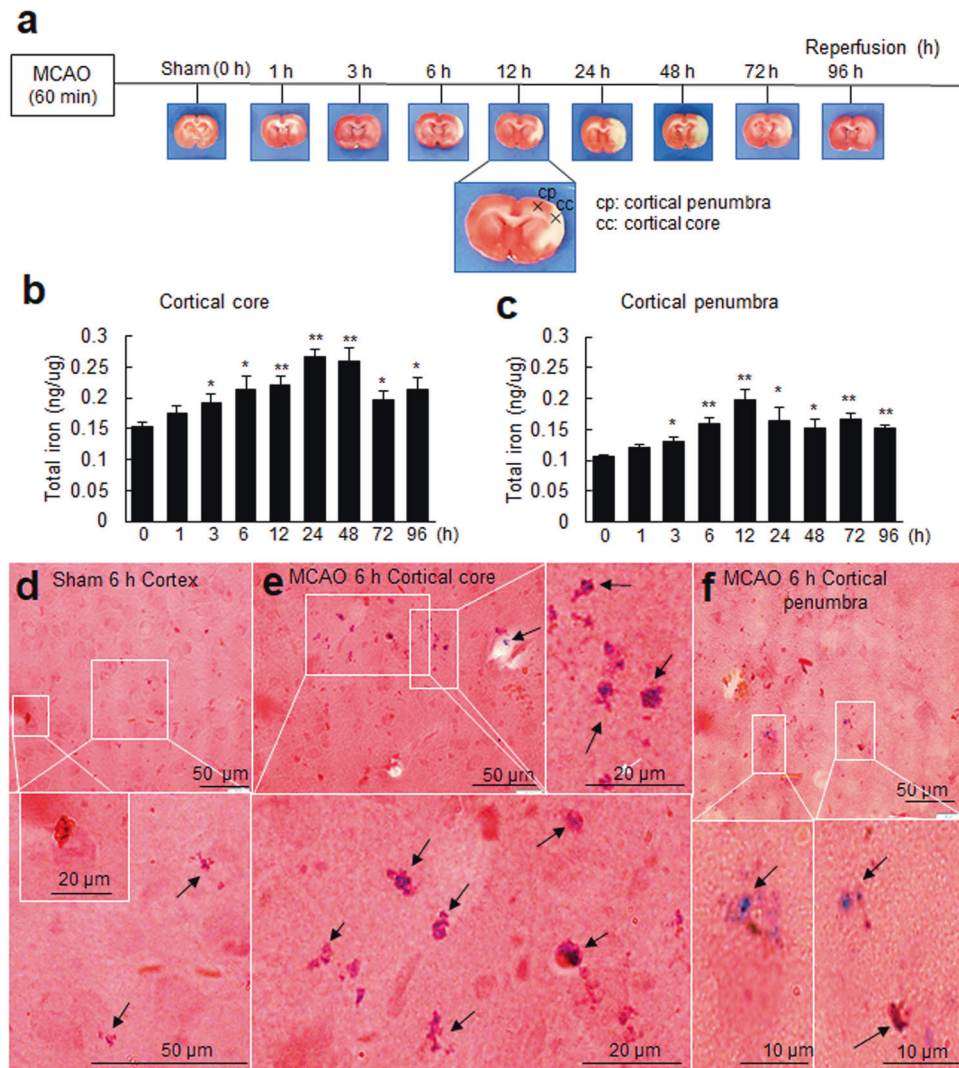 a
Reperfusion (h)
MCAO
(60 min)
Sham (0 h) 1 h 3 h 6 h 12 h 24 h 48 h 72 h 96 h
cp
cc
cp: cortical penumbra
cc: cortical core
b
Cortical core
Total iron (ng/ug)
0.3
0.25
0.2
0.15
0.1
0.05
0
* * ** ** ** * *
0 1 3 6 12 24 48 72 96 (h)
c
Cortical penumbra
Total iron (ng/ug)
0.3
0.25
0.2
0.15
0.1
0.05
0
* ** ** * * ** **
0 1 3 6 12 24 48 72 96 (h)
d
Sham 6 h Cortex
50 µm
20 µm
50 µm
e
MCAO 6 h Cortical core
50 µm
20 µm
20 µm
f
MCAO 6 h Cortical
penumbra
50 µm
10 µm
10 µm